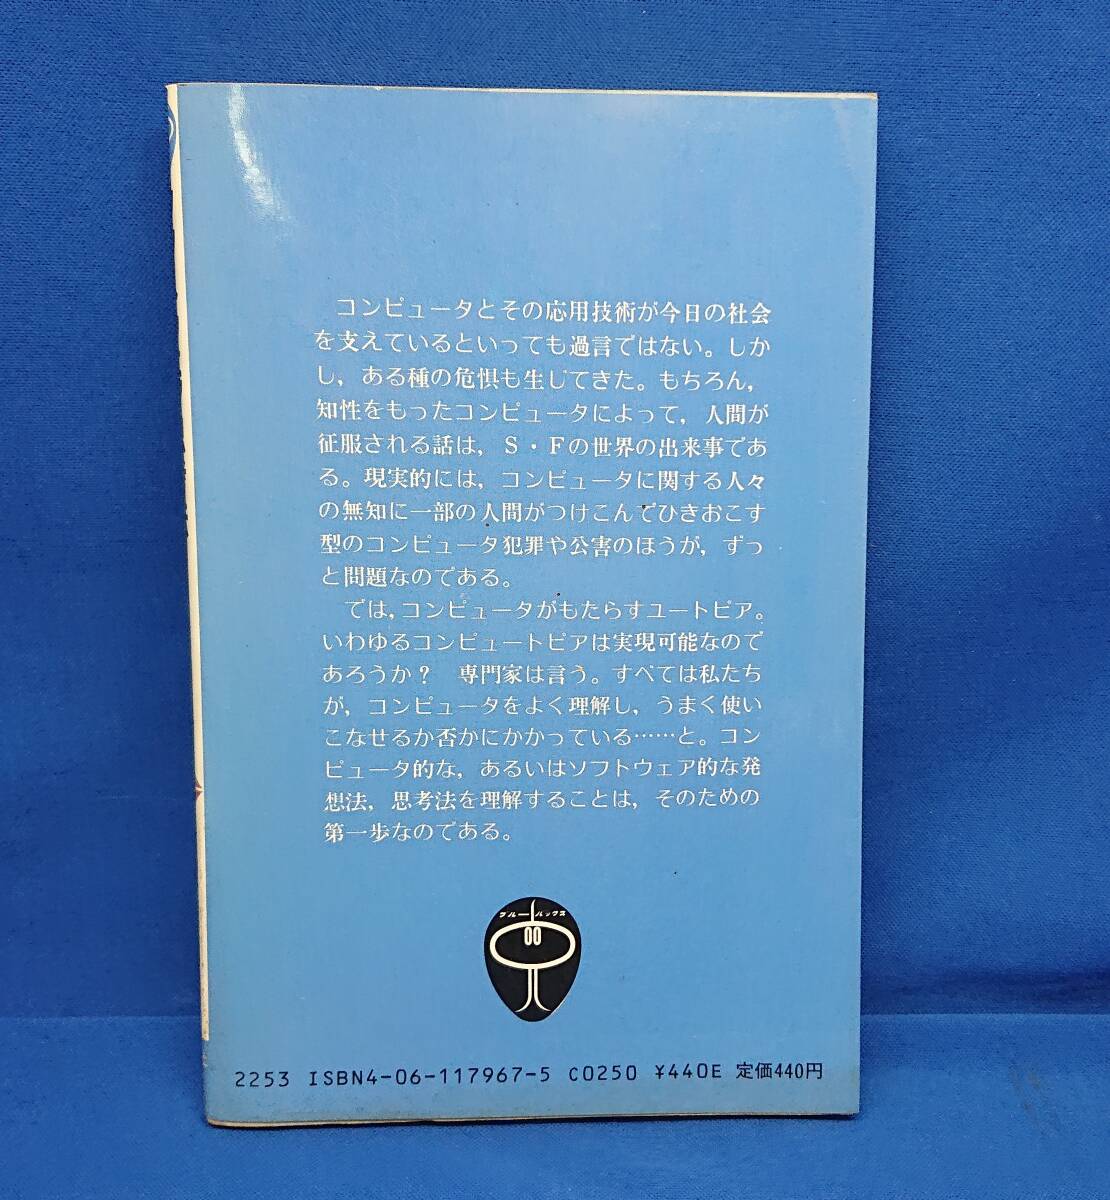 コンピュータとその応用技術が今日の社会
を支えているといっても過言ではない。しか
し，ある種の危惧も生じてきた。もちろん，
知性をもったコンピュータによって，人間が
征服される話は，S・Fの世界の出来事であ
る。現実的には，コンピュータに関する人々
の無知に一部の人間がつけこんでひきおこす
型のコンピュータ犯罪や公害のほうが，ずっ
と問題なのである。
では，コンピュータがもたらすユートピア。
いわゆるコンピュートピアは実現可能なので
あろうか？　専門家は言う。すべては私たち
が，コンピュータをよく理解し，うまく使い
こなせるか否かにかかっている……と。コン
ピュータ的な，あるいはソフトウェア的な発
想法，思考法を理解することは，そのための
第一歩なのである。
ブルーバックス
2253 ISBN4-06-117967-5 C0250 ¥440E 定価440円